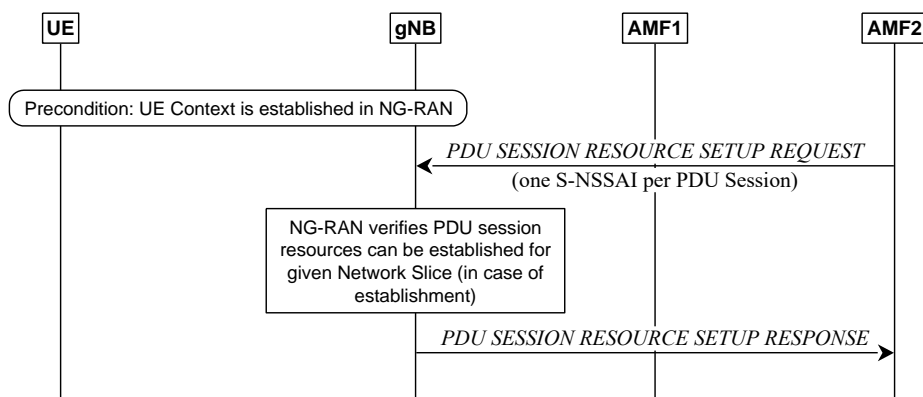 UE
gNB
AMF1
AMF2
Precondition: UE Context is established in NG-RAN
PDU SESSION RESOURCE SETUP REQUEST
(one S-NSSAI per PDU Session)
NG-RAN verifies PDU session
resources can be established for
given Network Slice (in case of
establishment)
PDU SESSION RESOURCE SETUP RESPONSE